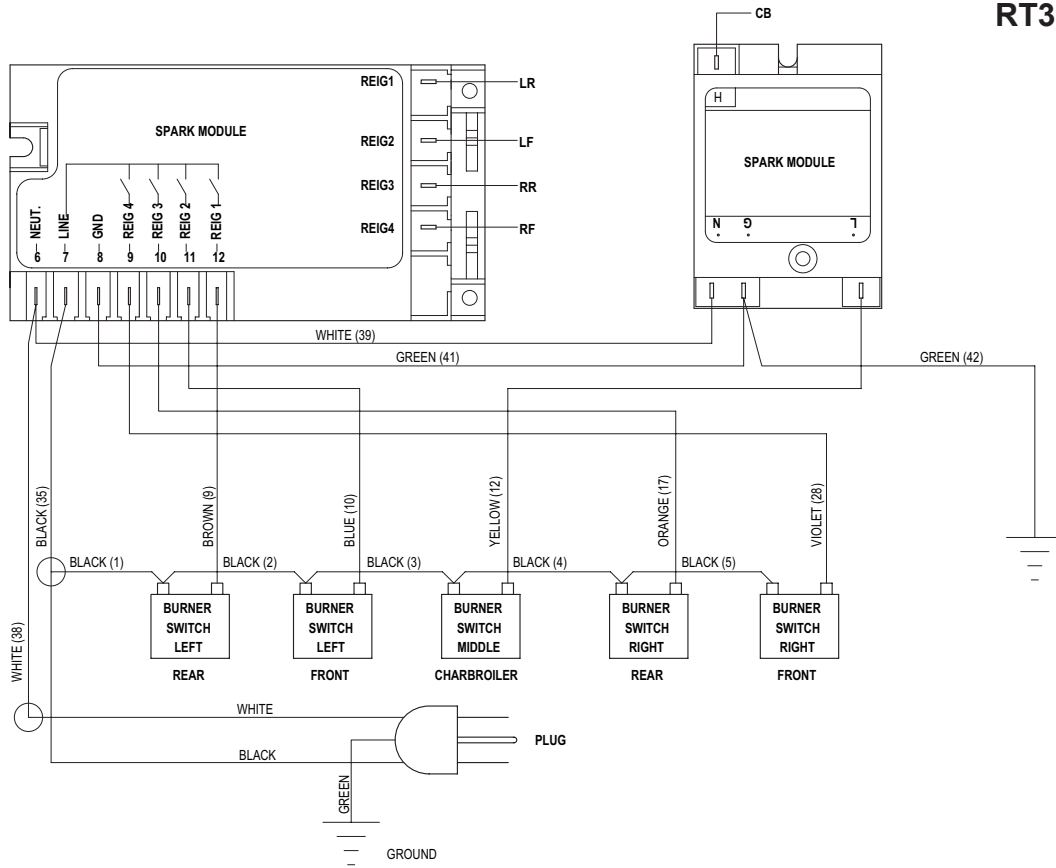 RT3
CB
REIG1
LR
SPARK MODULE
REIG2
LF
REIG3
RR
REIG4
RF
NEUT.
LINE
GND
REIG 4
REIG 3
REIG 2
REIG 1
6 7 8 9 10 11 12
H
SPARK MODULE
N G L
WHITE (39)
GREEN (41)
GREEN (42)
BLACK (35)
BROWN (9)
BLUE (10)
YELLOW (12)
ORANGE (17)
VIOLET (28)
BLACK (1)
BLACK (2)
BLACK (3)
BLACK (4)
BLACK (5)
BURNER
SWITCH
LEFT
REAR
BURNER
SWITCH
LEFT
FRONT
BURNER
SWITCH
MIDDLE
CHARBROILER
BURNER
SWITCH
RIGHT
REAR
BURNER
SWITCH
RIGHT
FRONT
WHITE (38)
WHITE
PLUG
BLACK
GREEN
GROUND